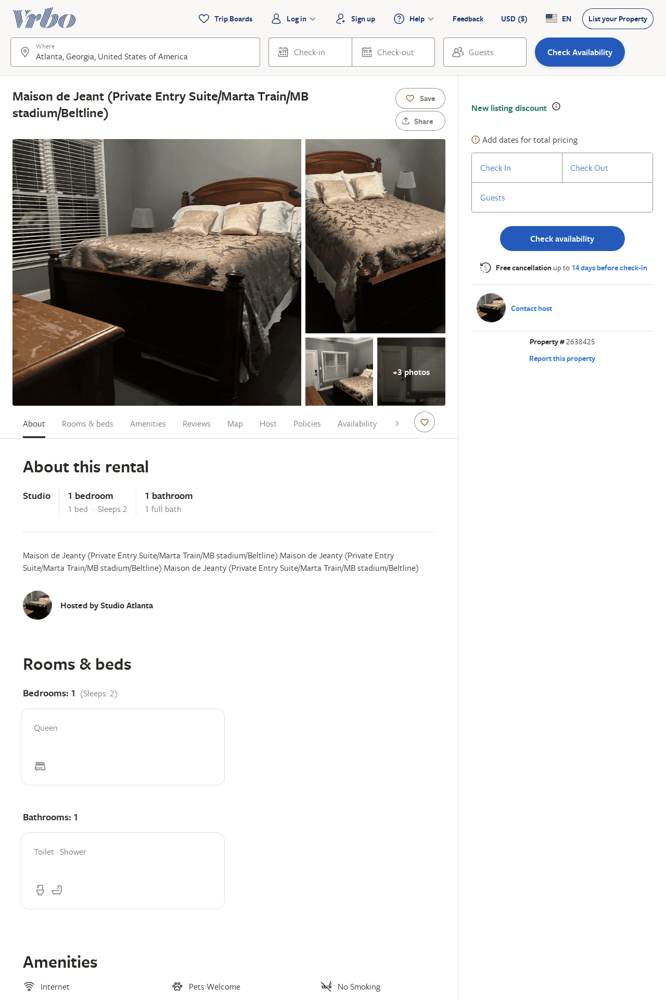 Vrbo
Trip Boards
Log in
Sign up
Help
Feedback
USD ($)
EN
List your Property
Where
Atlanta, Georgia, United States of America
Check-in
Check-out
Guests
Check Availability
Maison de Jeant (Private Entry Suite/Marta Train/MB
stadium/Beltline)
Save
Share
+3 photos
New listing discount
Add dates for total pricing
Check In
Check Out
Guests
Check availability
$ Free cancellation up to 14 days before check-in
Contact host
Property # 2638425
Report this property
About
Rooms & beds
Amenities
Reviews
Map
Host
Policies
Availability
About this rental
Studio
1 bedroom
1 bed · Sleeps 2
1 bathroom
1 full bath
Maison de Jeanty (Private Entry Suite/Marta Train/MB stadium/Beltline) Maison de Jeanty (Private Entry
Suite/Marta Train/MB stadium/Beltline) Maison de Jeanty (Private Entry Suite/Marta Train/MB stadium/Beltline)
Hosted by Studio Atlanta
Rooms & beds
Bedrooms: 1 (Sleeps: 2)
Queen
Bathrooms: 1
Toilet · Shower
Amenities
Internet
Pets Welcome
No Smoking